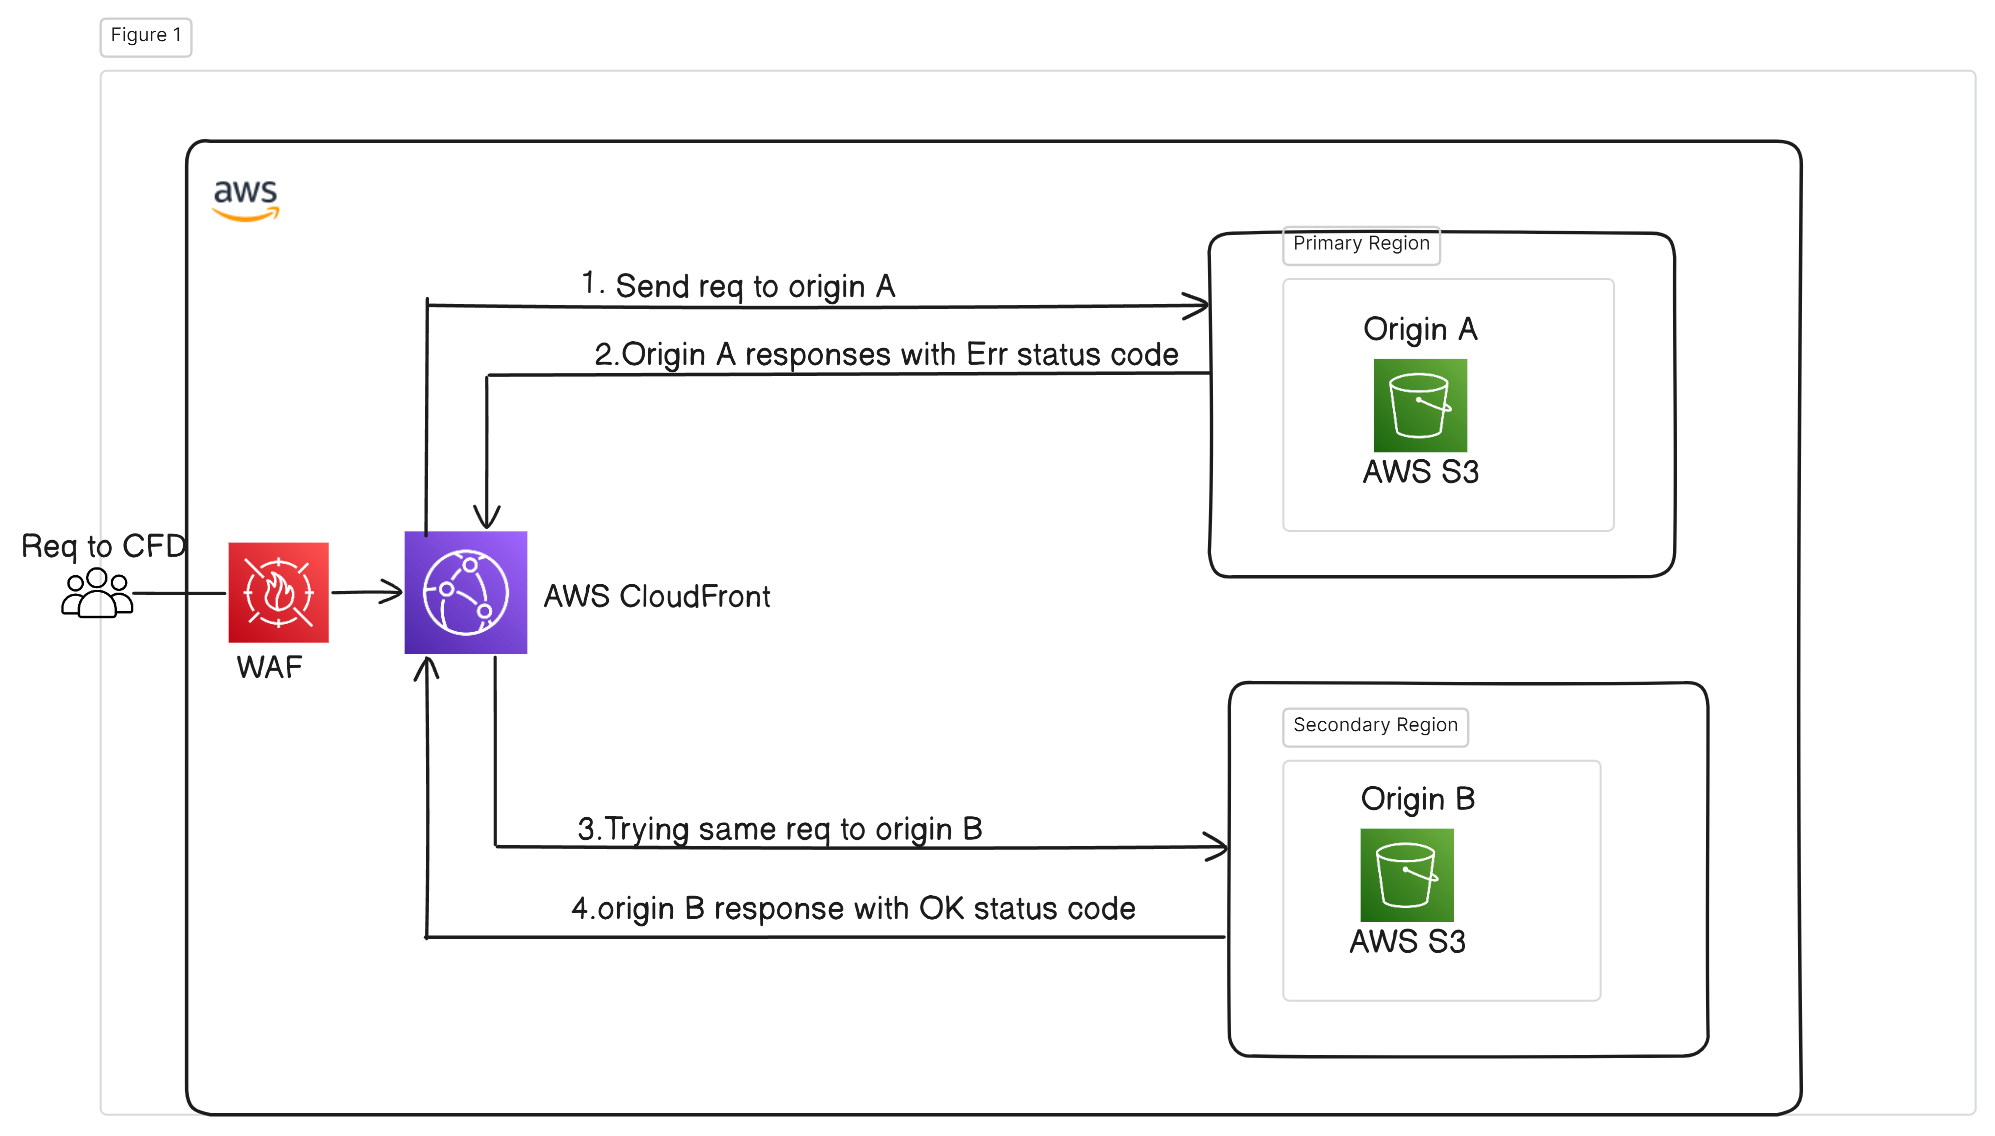 Figure 1
aws
Primary Region
1. Send req to origin A
Origin A
2.Origin A responses with Err status code
AWS S3
Req to CFD
AWS CloudFront
WAF
Secondary Region
Origin B
3.Trying same req to origin B
4.origin B response with OK status code
AWS S3